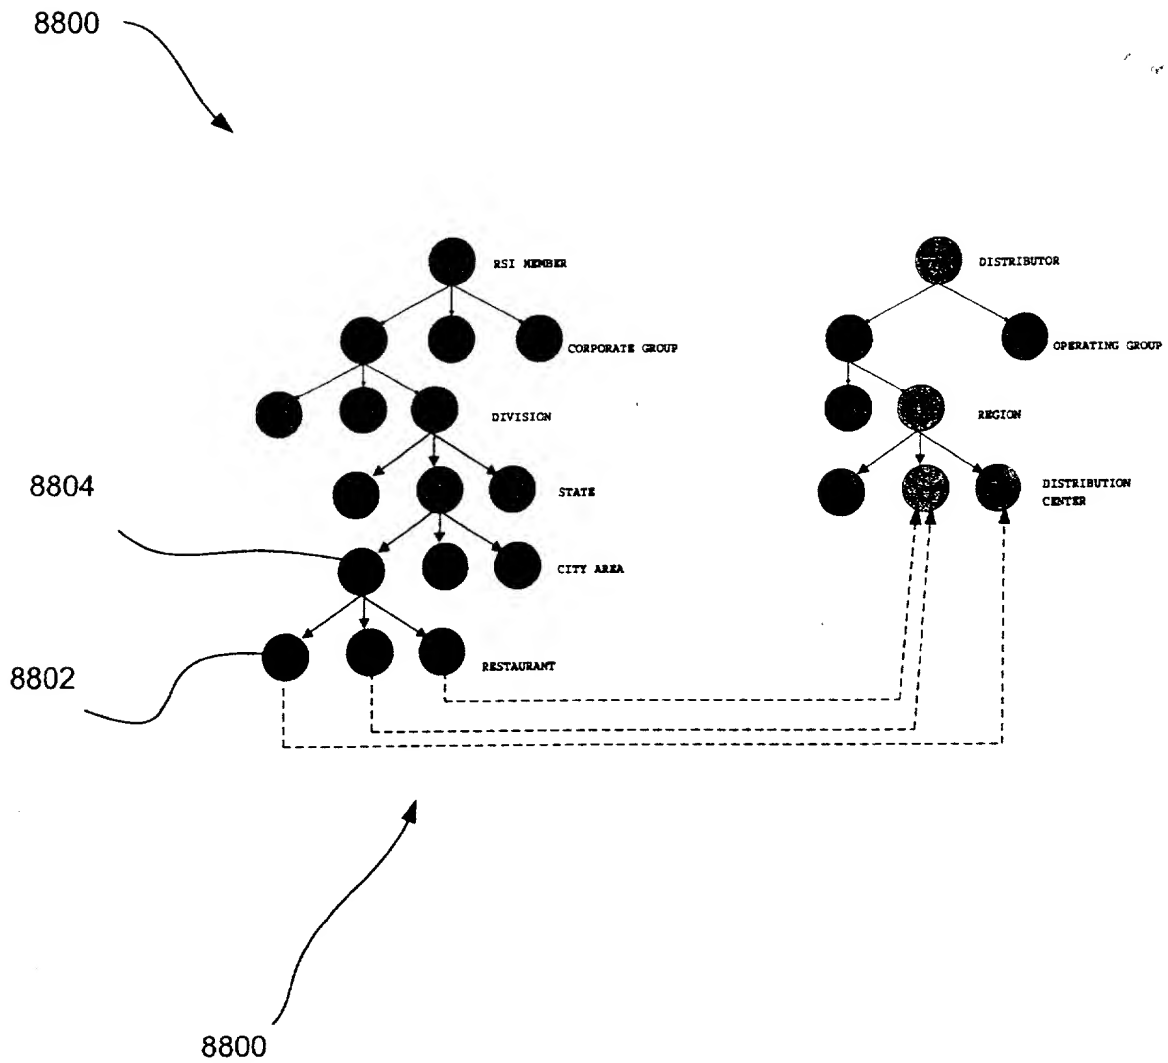 8800
RSI MEMBER
DISTRIBUTOR
CORPORATE GROUP
OPERATING GROUP
DIVISION
REGION
8804
STATE
DISTRIBUTION
CENTER
CITY AREA
8802
RESTAURANT
8800